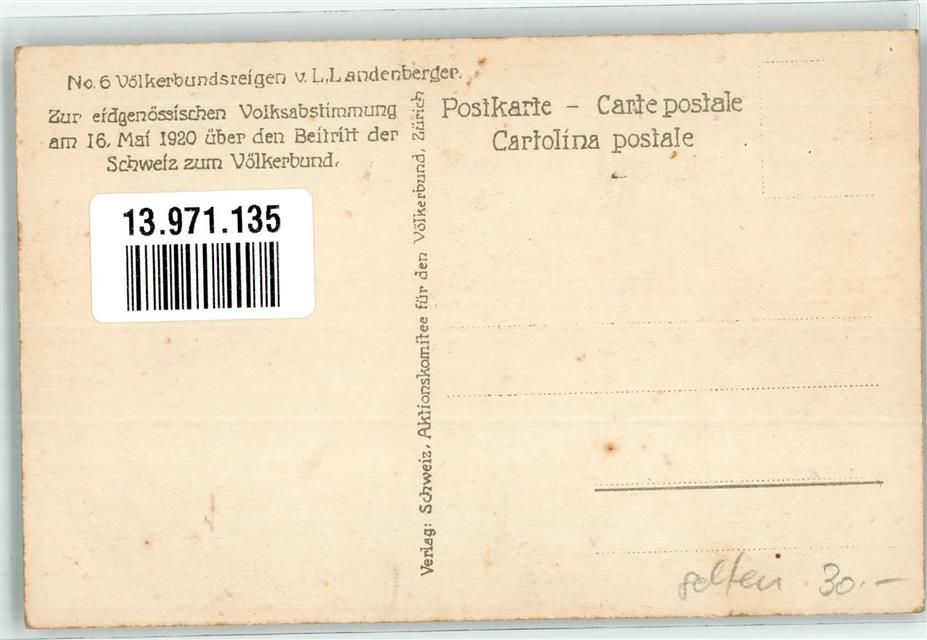 No. 6 Völkerbundsreigen v. L. Landenberger.
Zur eidgenössischen Volksabstimmung
am 16. Mai 1920 über den Beitritt der
Schweiz zum Völkerbund.
13.971.135
Verlag: Schweiz. Aktionskomitee für den Völkerbund, Zürich
Postkarte - Carte postale
Cartolina postale
selten 30.-